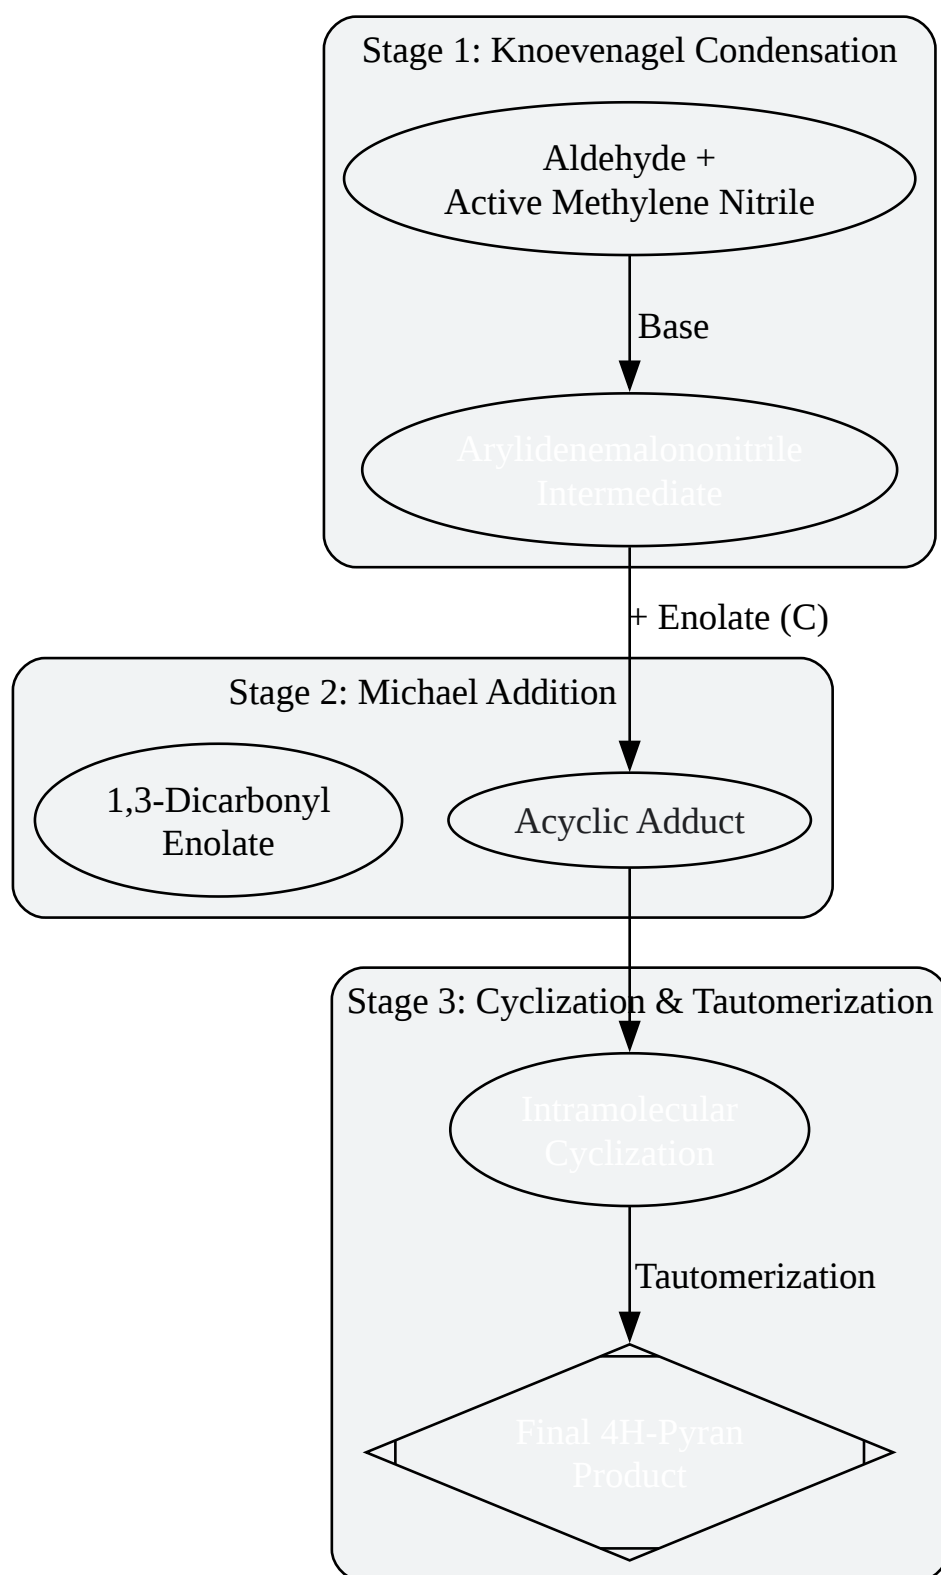 Stage 1: Knoevenagel Condensation
Aldehyde +
Active Methylene Nitrile
Base
Arylidenemalononitrile
Intermediate
+ Enolate (C)
Stage 2: Michael Addition
1,3-Dicarbonyl
Enolate
Acyclic Adduct
Stage 3: Cyclization & Tautomerization
Intramolecular
Cyclization
Tautomerization
Final 4H-Pyran
Product